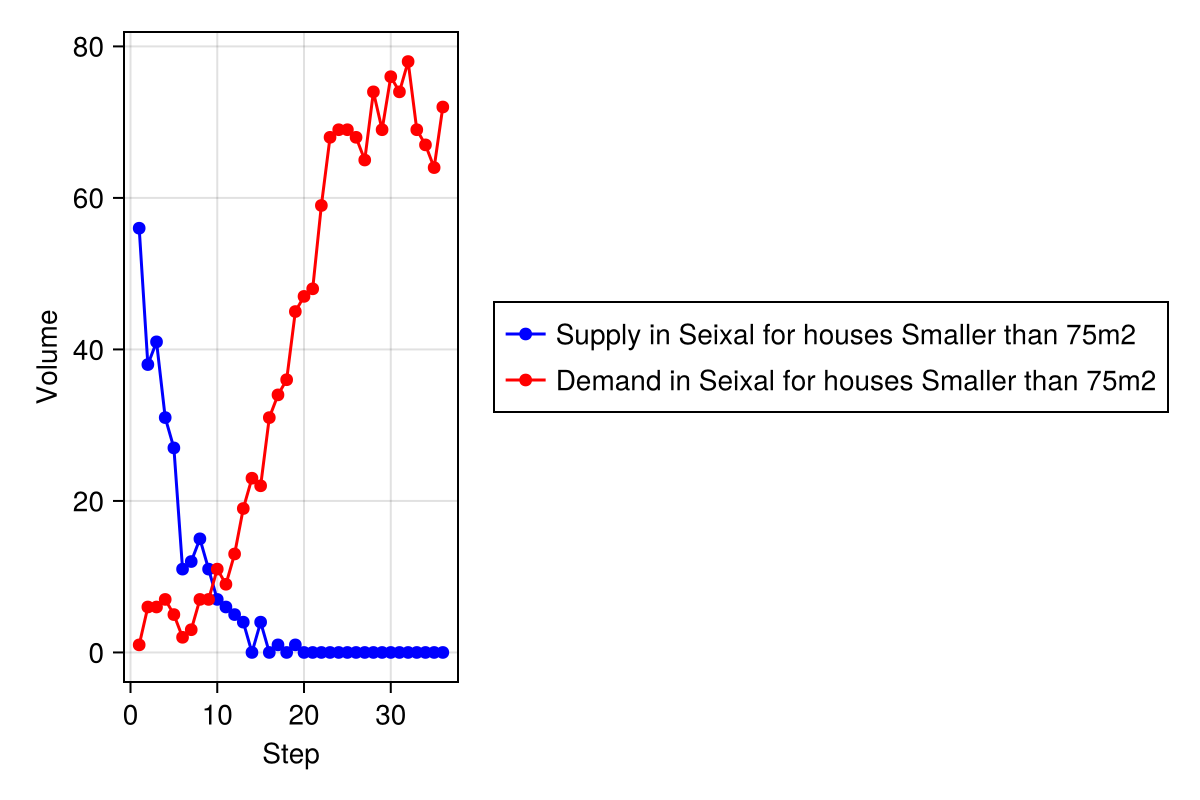 80
60
40
20
0
Volume
0 10 20 30
Step
Supply in Seixal for houses Smaller than 75m2
Demand in Seixal for houses Smaller than 75m2